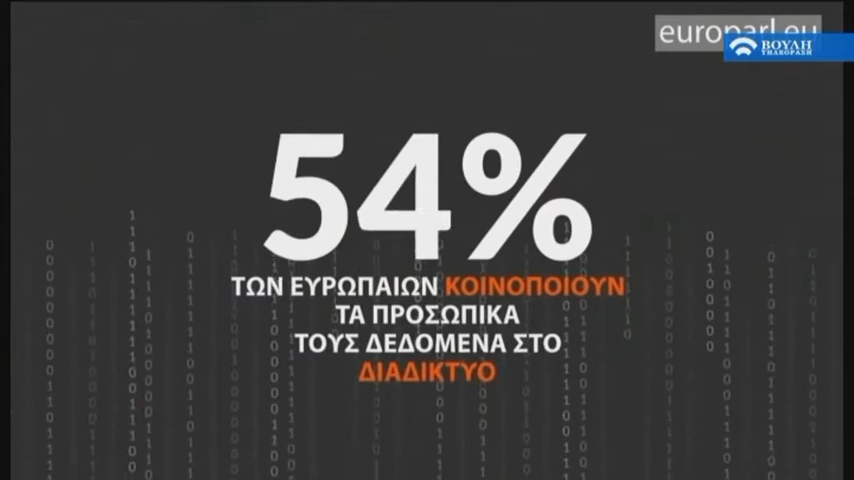 europarl.eu
ΒΟΥΛΗ
ΤΗΛΕΟΡΑΣΗ
54%
ΤΩΝ ΕΥΡΩΠΑΙΩΝ ΚΟΙΝΟΠΟΙΟΥΝ
ΤΑ ΠΡΟΣΩΠΙΚΑ
ΤΟΥΣ ΔΕΔΟΜΕΝΑ ΣΤΟ
ΔΙΑΔΙΚΤΥΟ